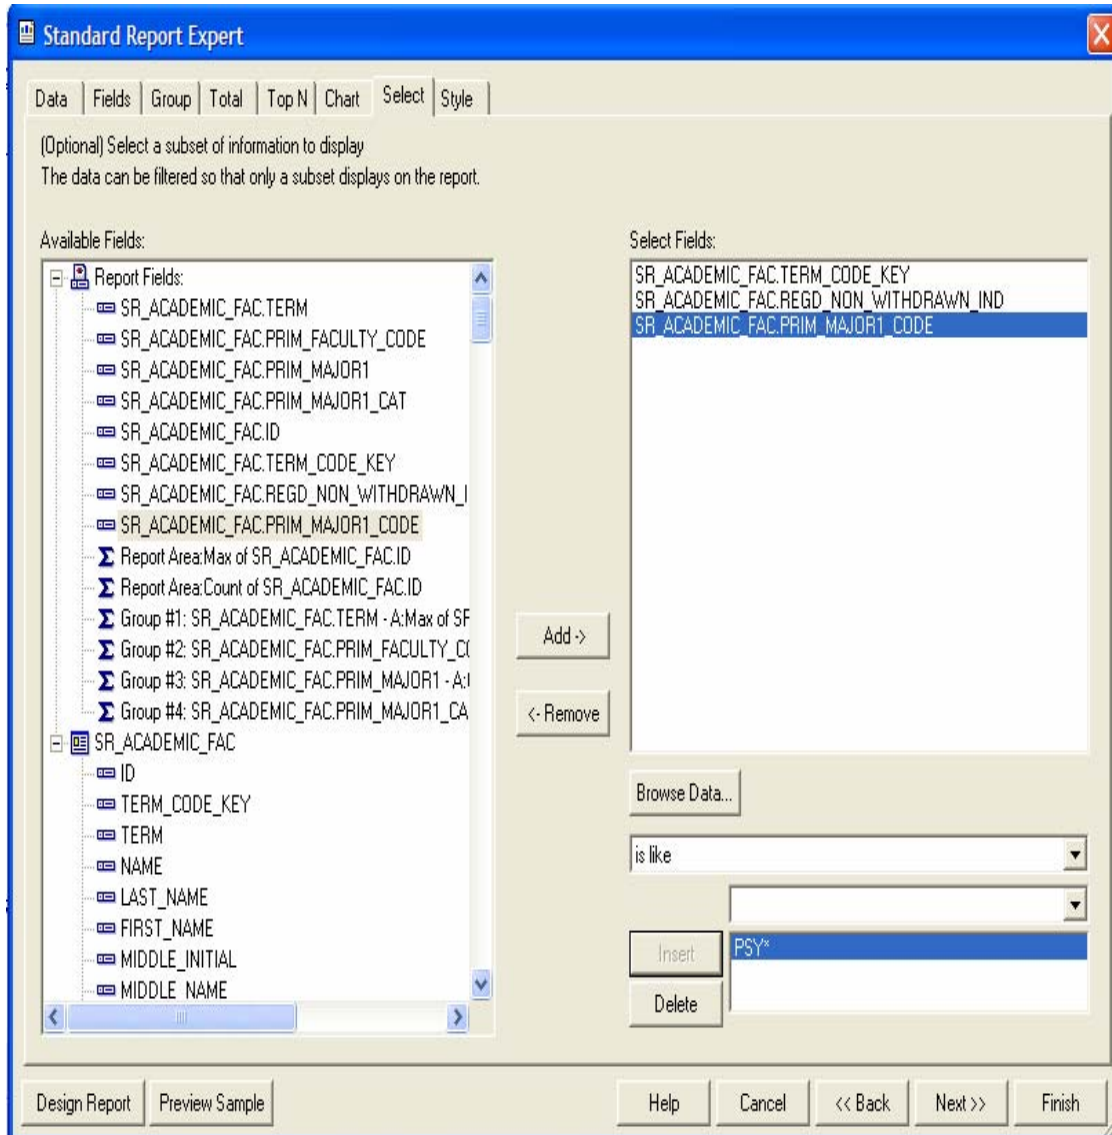 Standard Report Expert
Data Fields Group Total Top N Chart Select Style
(Optional) Select a subset of information to display
The data can be filtered so that only a subset displays on the report.
Available Fields:
Report Fields:
SR_ACADEMIC_FAC.TERM
SR_ACADEMIC_FAC.PRIM_FACULTY_CODE
SR_ACADEMIC_FAC.PRIM_MAJOR1
SR_ACADEMIC_FAC.PRIM_MAJOR1_CAT
SR_ACADEMIC_FAC.ID
SR_ACADEMIC_FAC.TERM_CODE_KEY
SR_ACADEMIC_FAC.REGD_NON_WITHDRAWN_I
SR_ACADEMIC_FAC.PRIM_MAJOR1_CODE
Σ Report Area:Max of SR_ACADEMIC_FAC.ID
Σ Report Area:Count of SR_ACADEMIC_FAC.ID
Σ Group #1: SR_ACADEMIC_FAC.TERM - A:Max of SF
Σ Group #2: SR_ACADEMIC_FAC.PRIM_FACULTY_CO
Σ Group #3: SR_ACADEMIC_FAC.PRIM_MAJOR1 - A:
Σ Group #4: SR_ACADEMIC_FAC.PRIM_MAJOR1_CA
SR_ACADEMIC_FAC
ID
TERM_CODE_KEY
TERM
NAME
LAST_NAME
FIRST_NAME
MIDDLE_INITIAL
MIDDLE_NAME
Add ->
<- Remove
Select Fields:
SR_ACADEMIC_FAC.TERM_CODE_KEY
SR_ACADEMIC_FAC.REGD_NON_WITHDRAWN_IND
SR_ACADEMIC_FAC.PRIM_MAJOR1_CODE
Browse Data...
is like
Insert
PSY*
Delete
Design Report Preview Sample Help Cancel << Back Next >> Finish